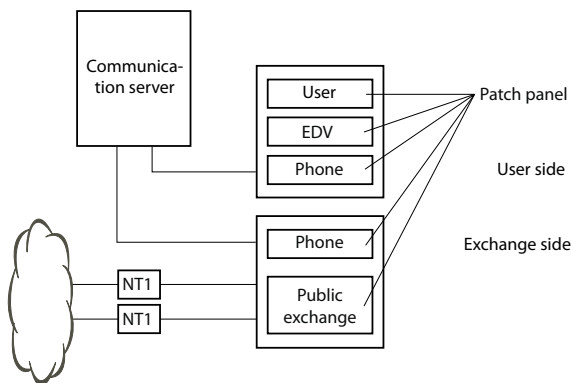 Communica-
tion server
User
EDV
Phone
Patch panel
User side
Phone
Exchange side
NT1
NT1
Public
exchange